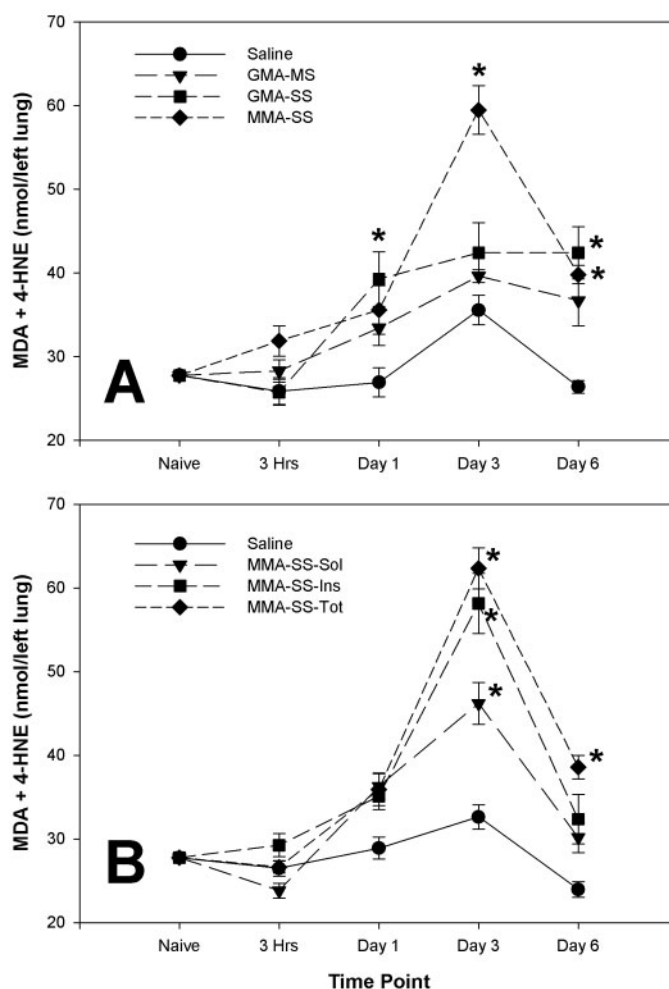 70
60
50
40
30
20
MDA + 4-HNE (nmol/left lung)
Saline
GMA-MS
GMA-SS
MMA-SS
*
*
*
*
A
Naive 3 Hrs Day 1 Day 3 Day 6
70
60
50
40
30
20
MDA + 4-HNE (nmol/left lung)
Saline
MMA-SS-Sol
MMA-SS-Ins
MMA-SS-Tot
*
*
*
*
B
Naive 3 Hrs Day 1 Day 3 Day 6
Time Point